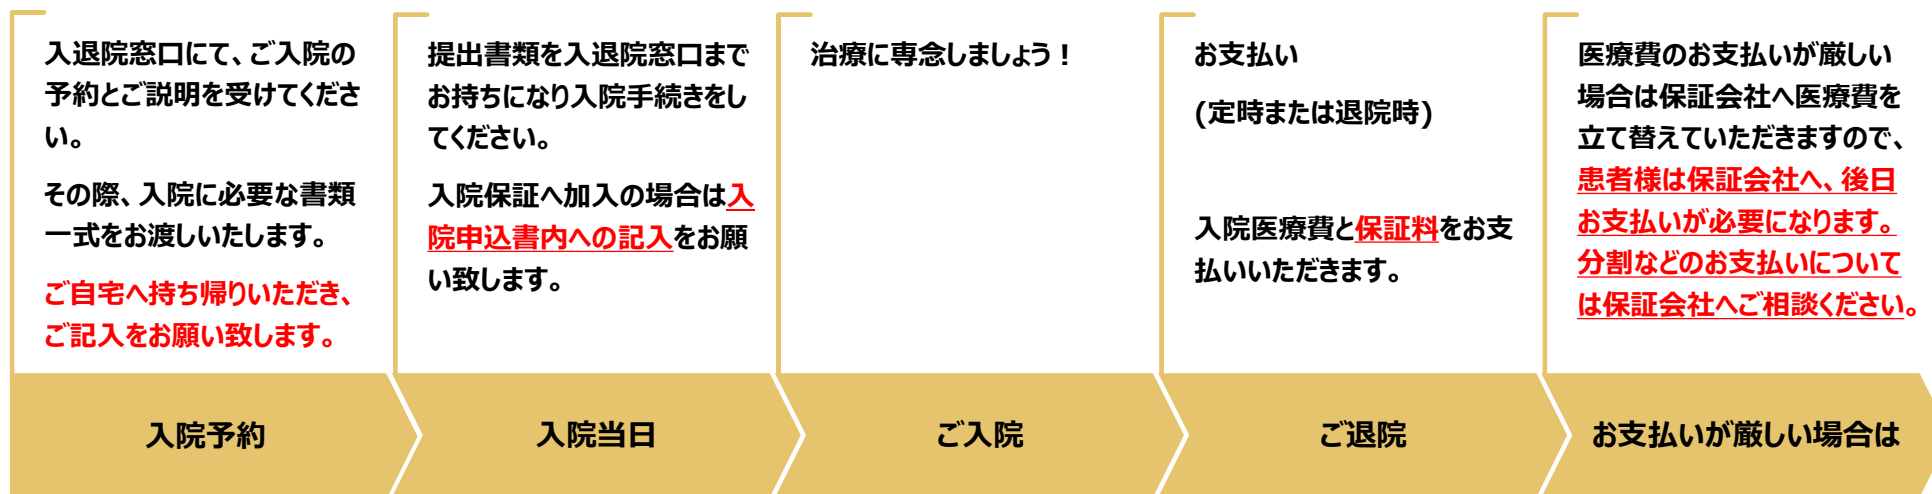 入退院窓口にて、ご入院の
予約とご説明を受けてくださ
い。
その際、入院に必要な書類
一式をお渡しいたします。
ご自宅へ持ち帰りいただき、
ご記入をお願い致します。
入院予約
提出書類を入退院窓口まで
お持ちになり入院手続きをし
てください。
入院保証へ加入の場合は入
院申込書内への記入をお願
い致します。
入院当日
治療に専念しましょう！
ご入院
お支払い
(定時または退院時)
入院医療費と保証料をお支
払いいただきます。
ご退院
医療費のお支払いが厳しい
場合は保証会社へ医療費を
立て替えていただきますので、
患者様は保証会社へ、後日
お支払いが必要になります。
分割などのお支払いについて
は保証会社へご相談ください。
お支払いが厳しい場合は